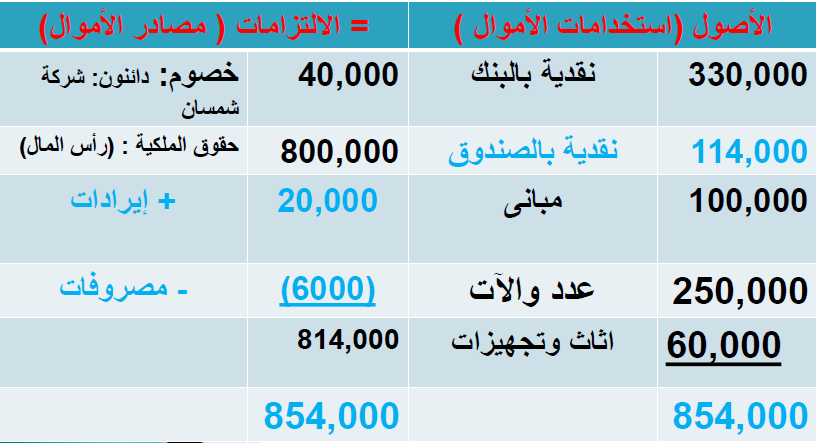 الأصول (استخدامات الأموال ) = الالتزامات ( مصادر الأموال)
330,000 نقدية بالبنك 40,000 خصوم: دائنون: شركة
شمسان
114,000 نقدية بالصندوق 800,000 حقوق الملكية : (رأس المال)
100,000 مبانى 20,000 + إيرادات
250,000 عدد والآت (6000) - مصروفات
60,000 اثاث وتجهيزات 814,000
854,000 854,000